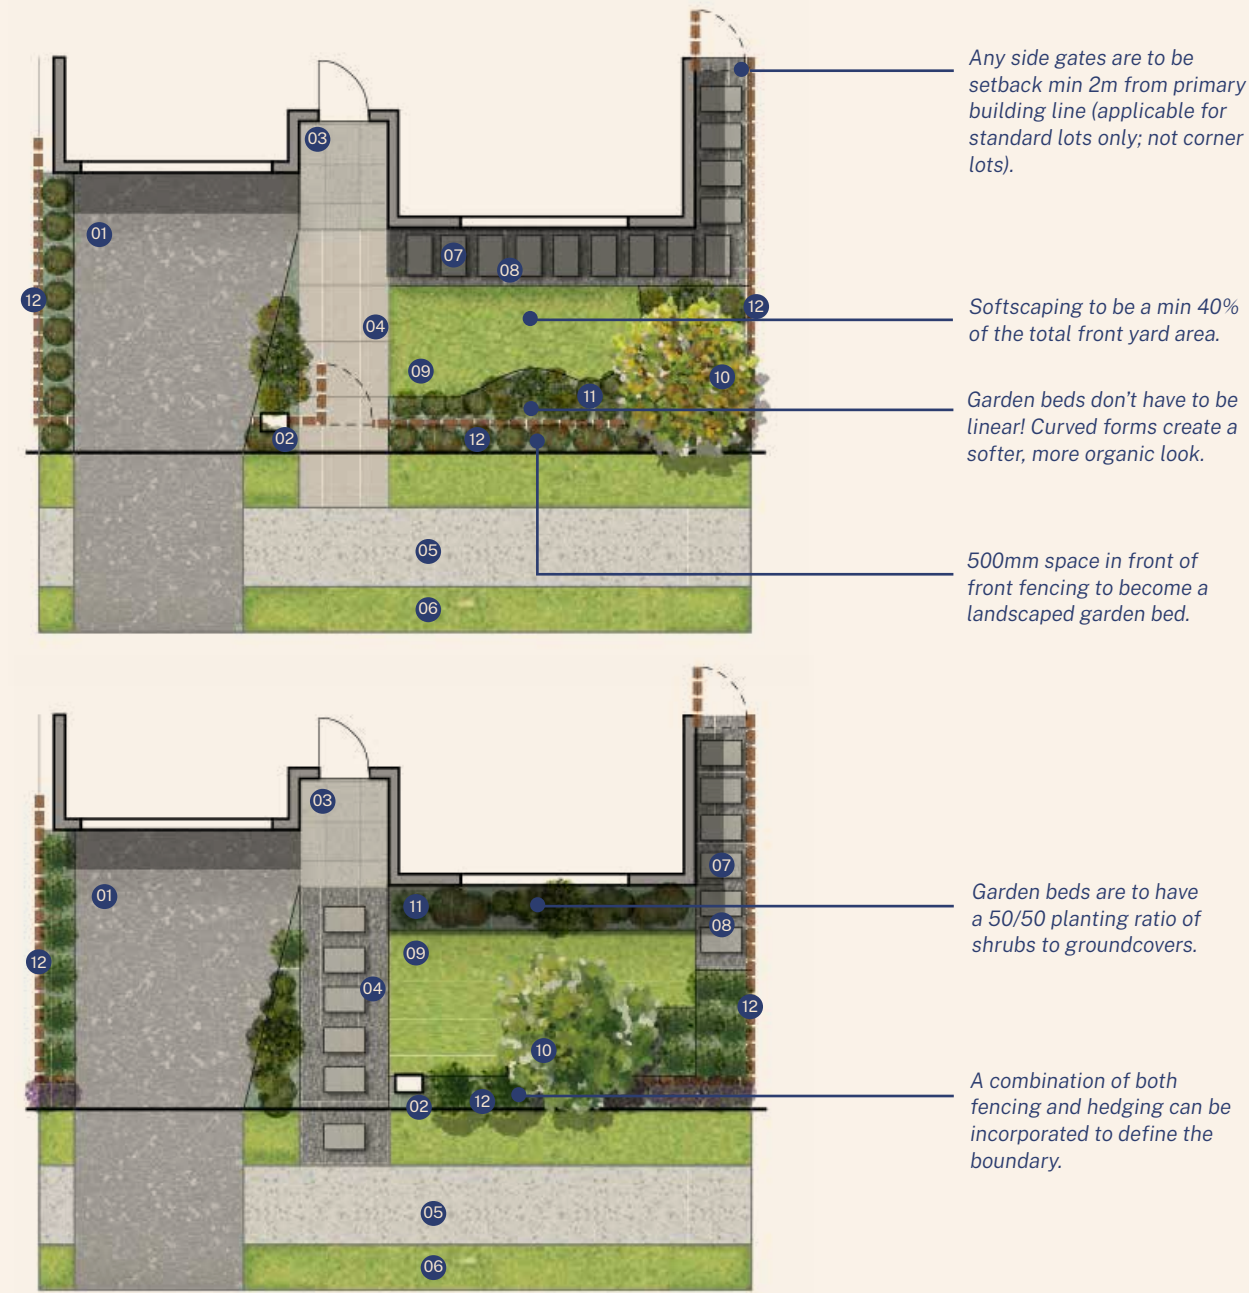 Any side gates are to be
setback min 2m from primary
building line (applicable for
standard lots only; not corner
lots).
03
01
07
08
12
12
04
Softscaping to be a min 40%
of the total front yard area.
09
10
11
Garden beds don't have to be
linear! Curved forms create a
softer, more organic look.
02
12
05
500mm space in front of
front fencing to become a
landscaped garden bed.
06
03
07
01
11
08
Garden beds are to have
a 50/50 planting ratio of
shrubs to groundcovers.
09
12
04
12
10
02
12
A combination of both
fencing and hedging can be
incorporated to define the
boundary.
05
06